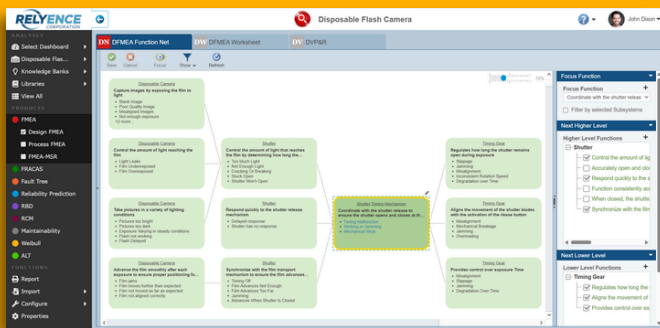 RELYENCE
CORPORATION
Disposable Flash Camera
John Dixon
ANALYSIS
Select Dashboard
Disposable Flas...
Knowledge Banks
Libraries
View All
PRODUCTS
FMEA
Design FMEA
Process FMEA
FMEA-MSR
FRACAS
Fault Tree
Reliability Prediction
RBD
RCM
Maintainability
Weibull
ALT
FUNCTIONS
Report
Import
Configure
Properties
DN DFMEA Function Net
DW DFMEA Worksheet
DV DVP&R
Save
Cancel
Focus
Show
Refresh
Disposable Camera
Capture images by exposing the film to
light
Blank Image
Poor Quality Image
Misaligned Images
Not enough exposure
+2 more...
Disposable Camera
Control the amount of light reaching the
film
Light Leaks
Film Underexposed
Film Overexposed
Disposable Camera
Take pictures in a variety of lighting
conditions
Pictures too bright
Pictures too dark
Exposure Varying in steady conditions
Flash not working
Flash Delayed
Disposable Camera
Advance the film smoothly after each
exposure to ensure proper positioning fo...
Film jams
Film moves further than expected
Film not moved as far as expected
Film not aligned correctly
Shutter
Control the amount of light that reaches
the film by determining how long the...
Too Much Light
Not Enough Light
Cracking Or Breaking
Stuck Open
Shutter Won't Open
Shutter
Respond quickly to the shutter release
mechanism
Delayed response
Shutter has no response
Shutter
Synchronize with the film transport
mechanism to ensure the film advances...
Timing Off
Film Advances Not Enough
Film Advances Too Far
Jamming
Advances When Shutter Is Closed
Shutter Timing Mechanism
Coordinate with the shutter release to
ensure the shutter opens and closes at th...
Timing Malfunction
Sticking or Jamming
Mechanical Wear
Timing Gear
Regulates how long the shutter remains
open during exposure
Slippage
Jamming
Misalignment
Inconsistent Rotation Speed
Degradation over Time
Timing Gear
Aligns the movement of the shutter blades
with the activation of the release button
Misalignment
Mechanical Breakage
Jamming
Overloading
Timing Gear
Provides control over exposure Time
Misalignment
Slippage
Jamming
Degradation Over Time
Focus Function
Focus Function
Coordinate with the shutter releas
Filter by selected Subsystems
Next Higher Level
Higher Level Functions
Shutter
Control the amount of lig
Accurately open and clo
Respond quickly to the s
Function consistently ac
When closed, the shutte
Synchronize with the film
Next Lower Level
Lower Level Functions
Timing Gear
Regulates how long the
Aligns the movement of
Provides control over ex